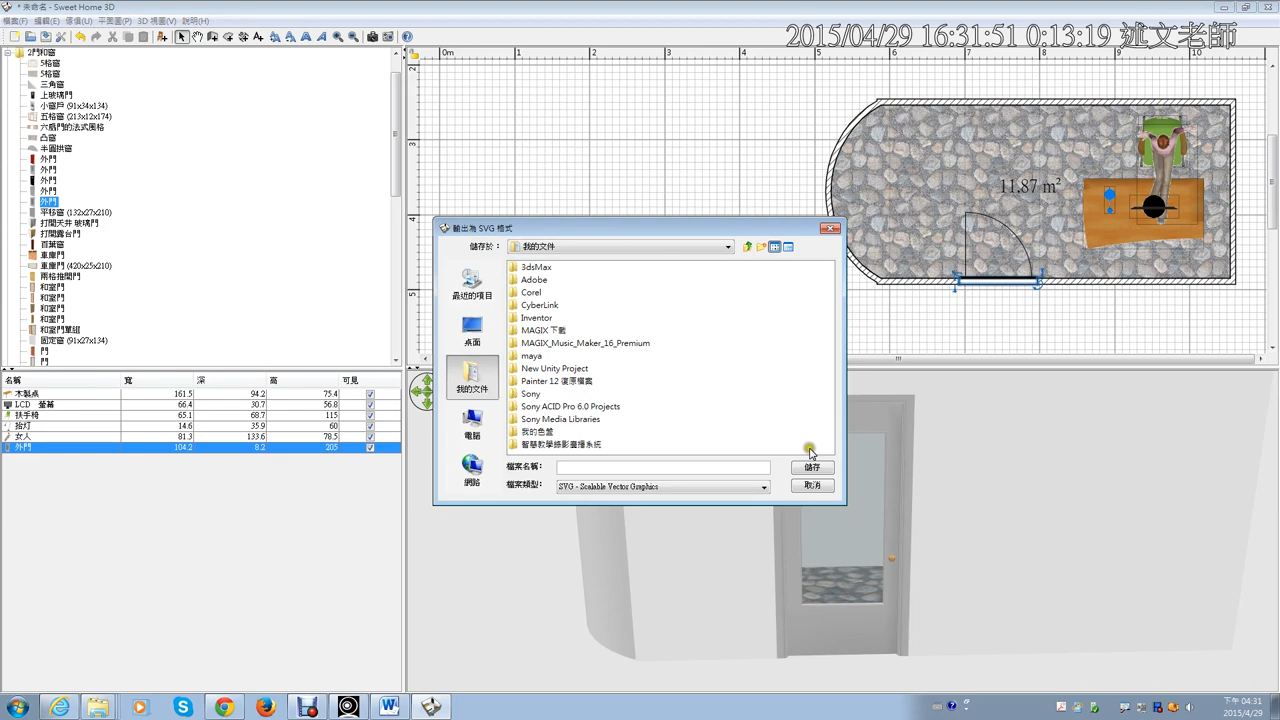 * 未命名 - Sweet Home 3D
檔案(F) 編輯(E) 傢俱(U) 平面圖(P) 3D 視圖(V) 說明(H)
2015/04/29 16:31:51 0:13:19 述文老師
0m 1 2 3 4 5 6 7 8 9 10
2
3
4
5
2門和窗
5格窗
5格窗
三角窗
上玻璃門
小窗戶 (91x34x134)
五格窗 (213x12x174)
六扇門的法式風格
凸窗
半圓拱窗
外門
外門
外門
外門
外門
平移窗 (132x27x210)
打開天井 玻璃門
打開露台門
百葉窗
車庫門
車庫門 (242x25x210)
兩格推開門
和室門
和室門
和室門
和室門
和室門單組
固定窗 (91x27x134)
門
門
11.87 m²
名稱 寬 深 高 可見
木製桌 161.5 94.2 75.4
LCD 螢幕 66.4 30.7 56.8
扶手椅 65.1 68.7 115
抬灯 14.6 35.9 60
女人 81.3 133.6 78.5
外門 104.2 8.2 205
輸出為 SVG 格式
儲存於： 我的文件
最近的項目
桌面
我的文件
電腦
網路
3dsMax
Adobe
Corel
CyberLink
Inventor
MAGIX 下載
MAGIX_Music_Maker_16_Premium
maya
New Unity Project
Painter 12 復原檔案
Sony
Sony ACID Pro 6.0 Projects
Sony Media Libraries
我的色盤
智慧教學錄影直播系統
檔案名稱： 儲存
檔案類型： SVG - Scalable Vector Graphics 取消
下午 04:31
2015/4/29